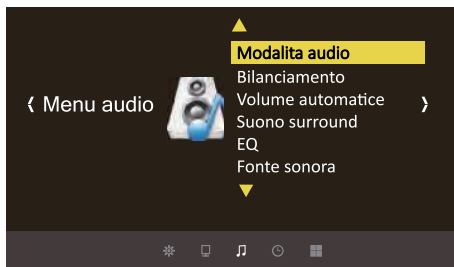 Menu audio
Modalita audio
Bilanciamento
Volume automatice
Suono surround
EQ
Fonte sonora